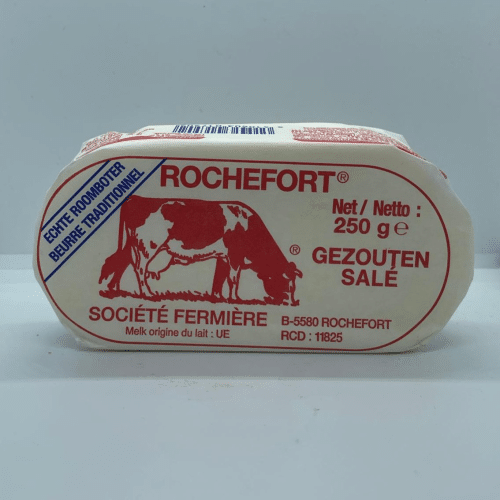 ECHTE ROOMBOTER
BEURRE TRADITIONNEL
ROCHEFORT®
Net / Netto :
250 g e
® GEZOUTEN
SALÉ
SOCIÉTÉ FERMIÈRE
B-5580 ROCHEFORT
Melk origine du lait : UE
RCD : 11825